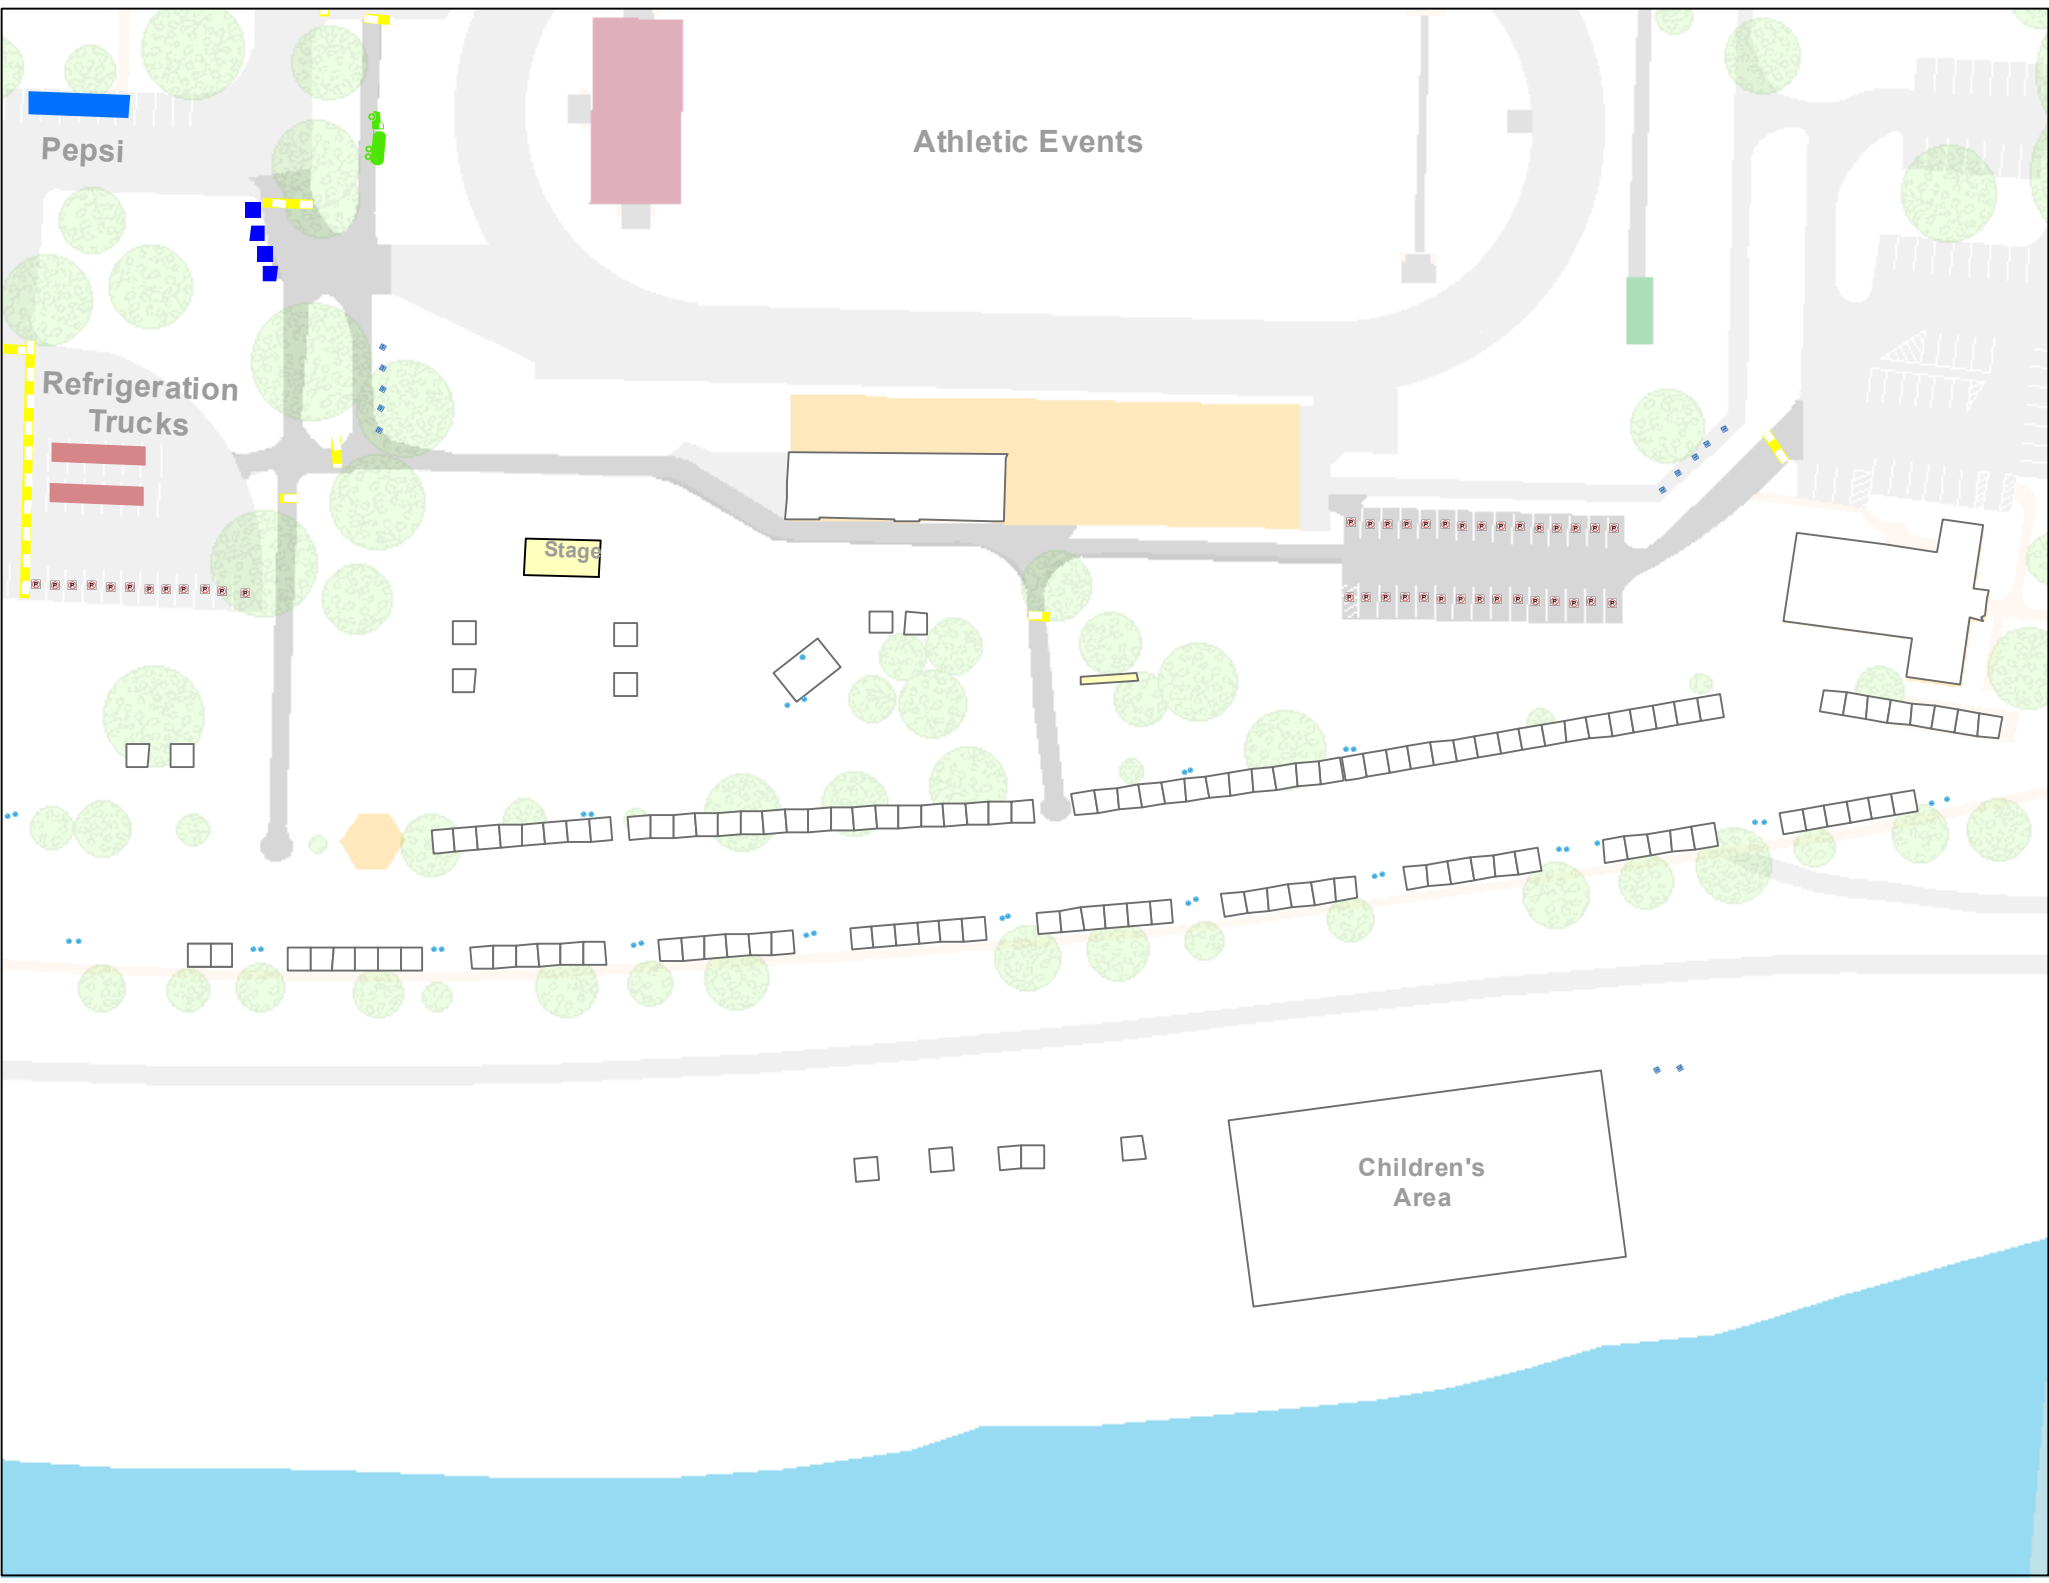 Athletic Events
Pepsi
Refrigeration
Trucks
Stage
Children's
Area